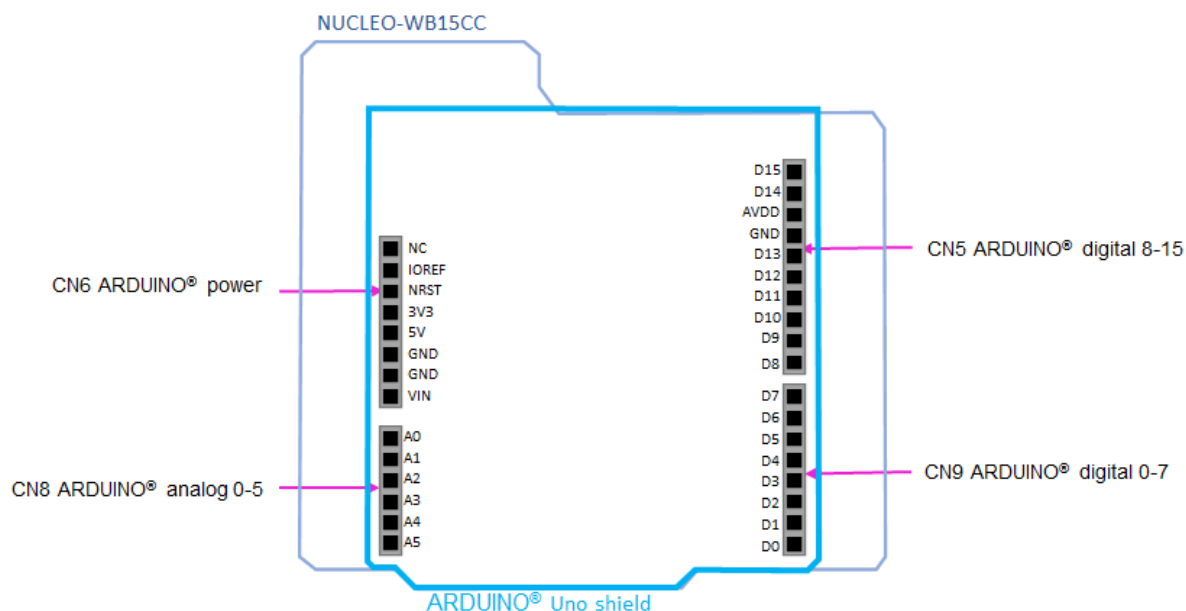 NUCLEO-WB15CC
D15
D14
AVDD
GND
D13
D12
D11
D10
D9
D8
CN5 ARDUINO® digital 8-15
NC
IOREF
NRST
3V3
5V
GND
GND
VIN
CN6 ARDUINO® power
A0
A1
A2
A3
A4
A5
CN8 ARDUINO® analog 0-5
D7
D6
D5
D4
D3
D2
D1
D0
CN9 ARDUINO® digital 0-7
ARDUINO® Uno shield